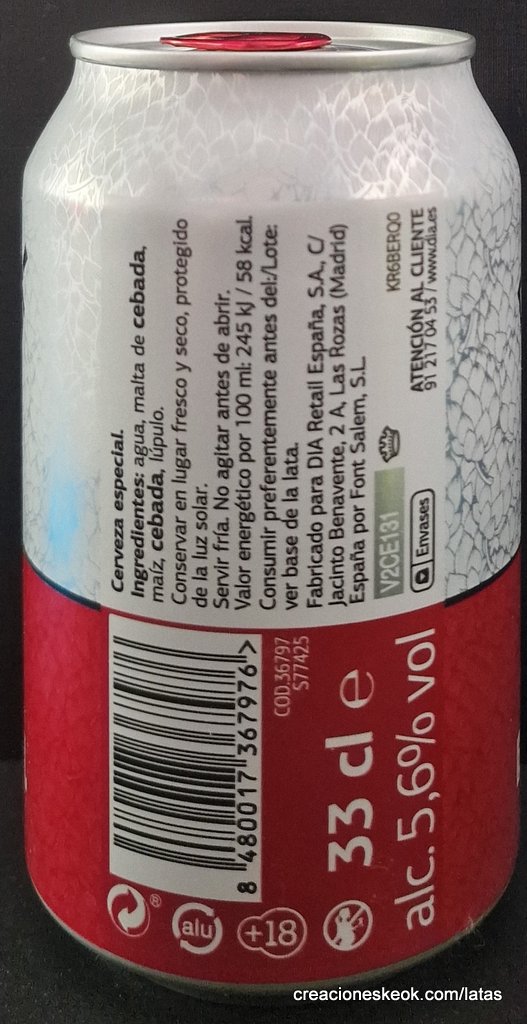 Cerveza especial.
Ingredientes: agua, malta de cebada,
maíz, cebada, lúpulo.
Conservar en lugar fresco y seco, protegido
de la luz solar.
Servir fría. No agitar antes de abrir.
Valor energético por 100 ml: 245 kJ / 58 kcal.
Consumir preferentemente antes del:/Lote:
ver base de la lata.
Fabricado para DIA Retail España, S.A., C/
Jacinto Benavente, 2 A, Las Rozas (Madrid)
España por Font Salem, S.L.
V2CE131
KR6BERQ0
Envases
ATENCIÓN AL CLIENTE
91 217 04 53 / www.dia.es
8 480017 367976 >
COD.36797
S77425
33 cl e
alc. 5,6% vol
®
alu
+18
creacioneskeok.com/latas